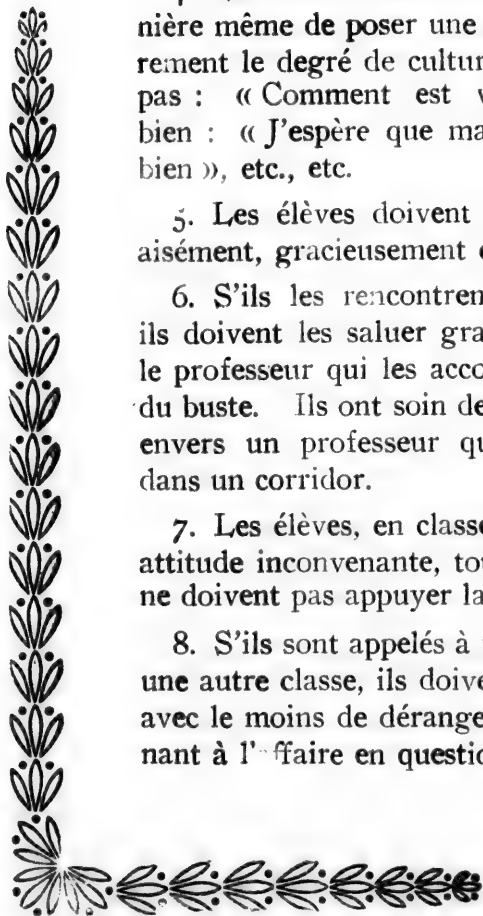 nière même de poser une
rement le degré de cultur
pas : « Comment est v
bien : « J'espère que ma
bien », etc., etc.
5. Les élèves doivent
aisément, gracieusement
6. S'ils les rencontren
ils doivent les saluer gra
le professeur qui les acco
du buste. Ils ont soin de
envers un professeur qu
dans un corridor.
7. Les élèves, en classe
attitude inconvenante, tou
ne doivent pas appuyer la
8. S'ils sont appelés à
une autre classe, ils doive
avec le moins de dérange
nant à l' ffaire en questio